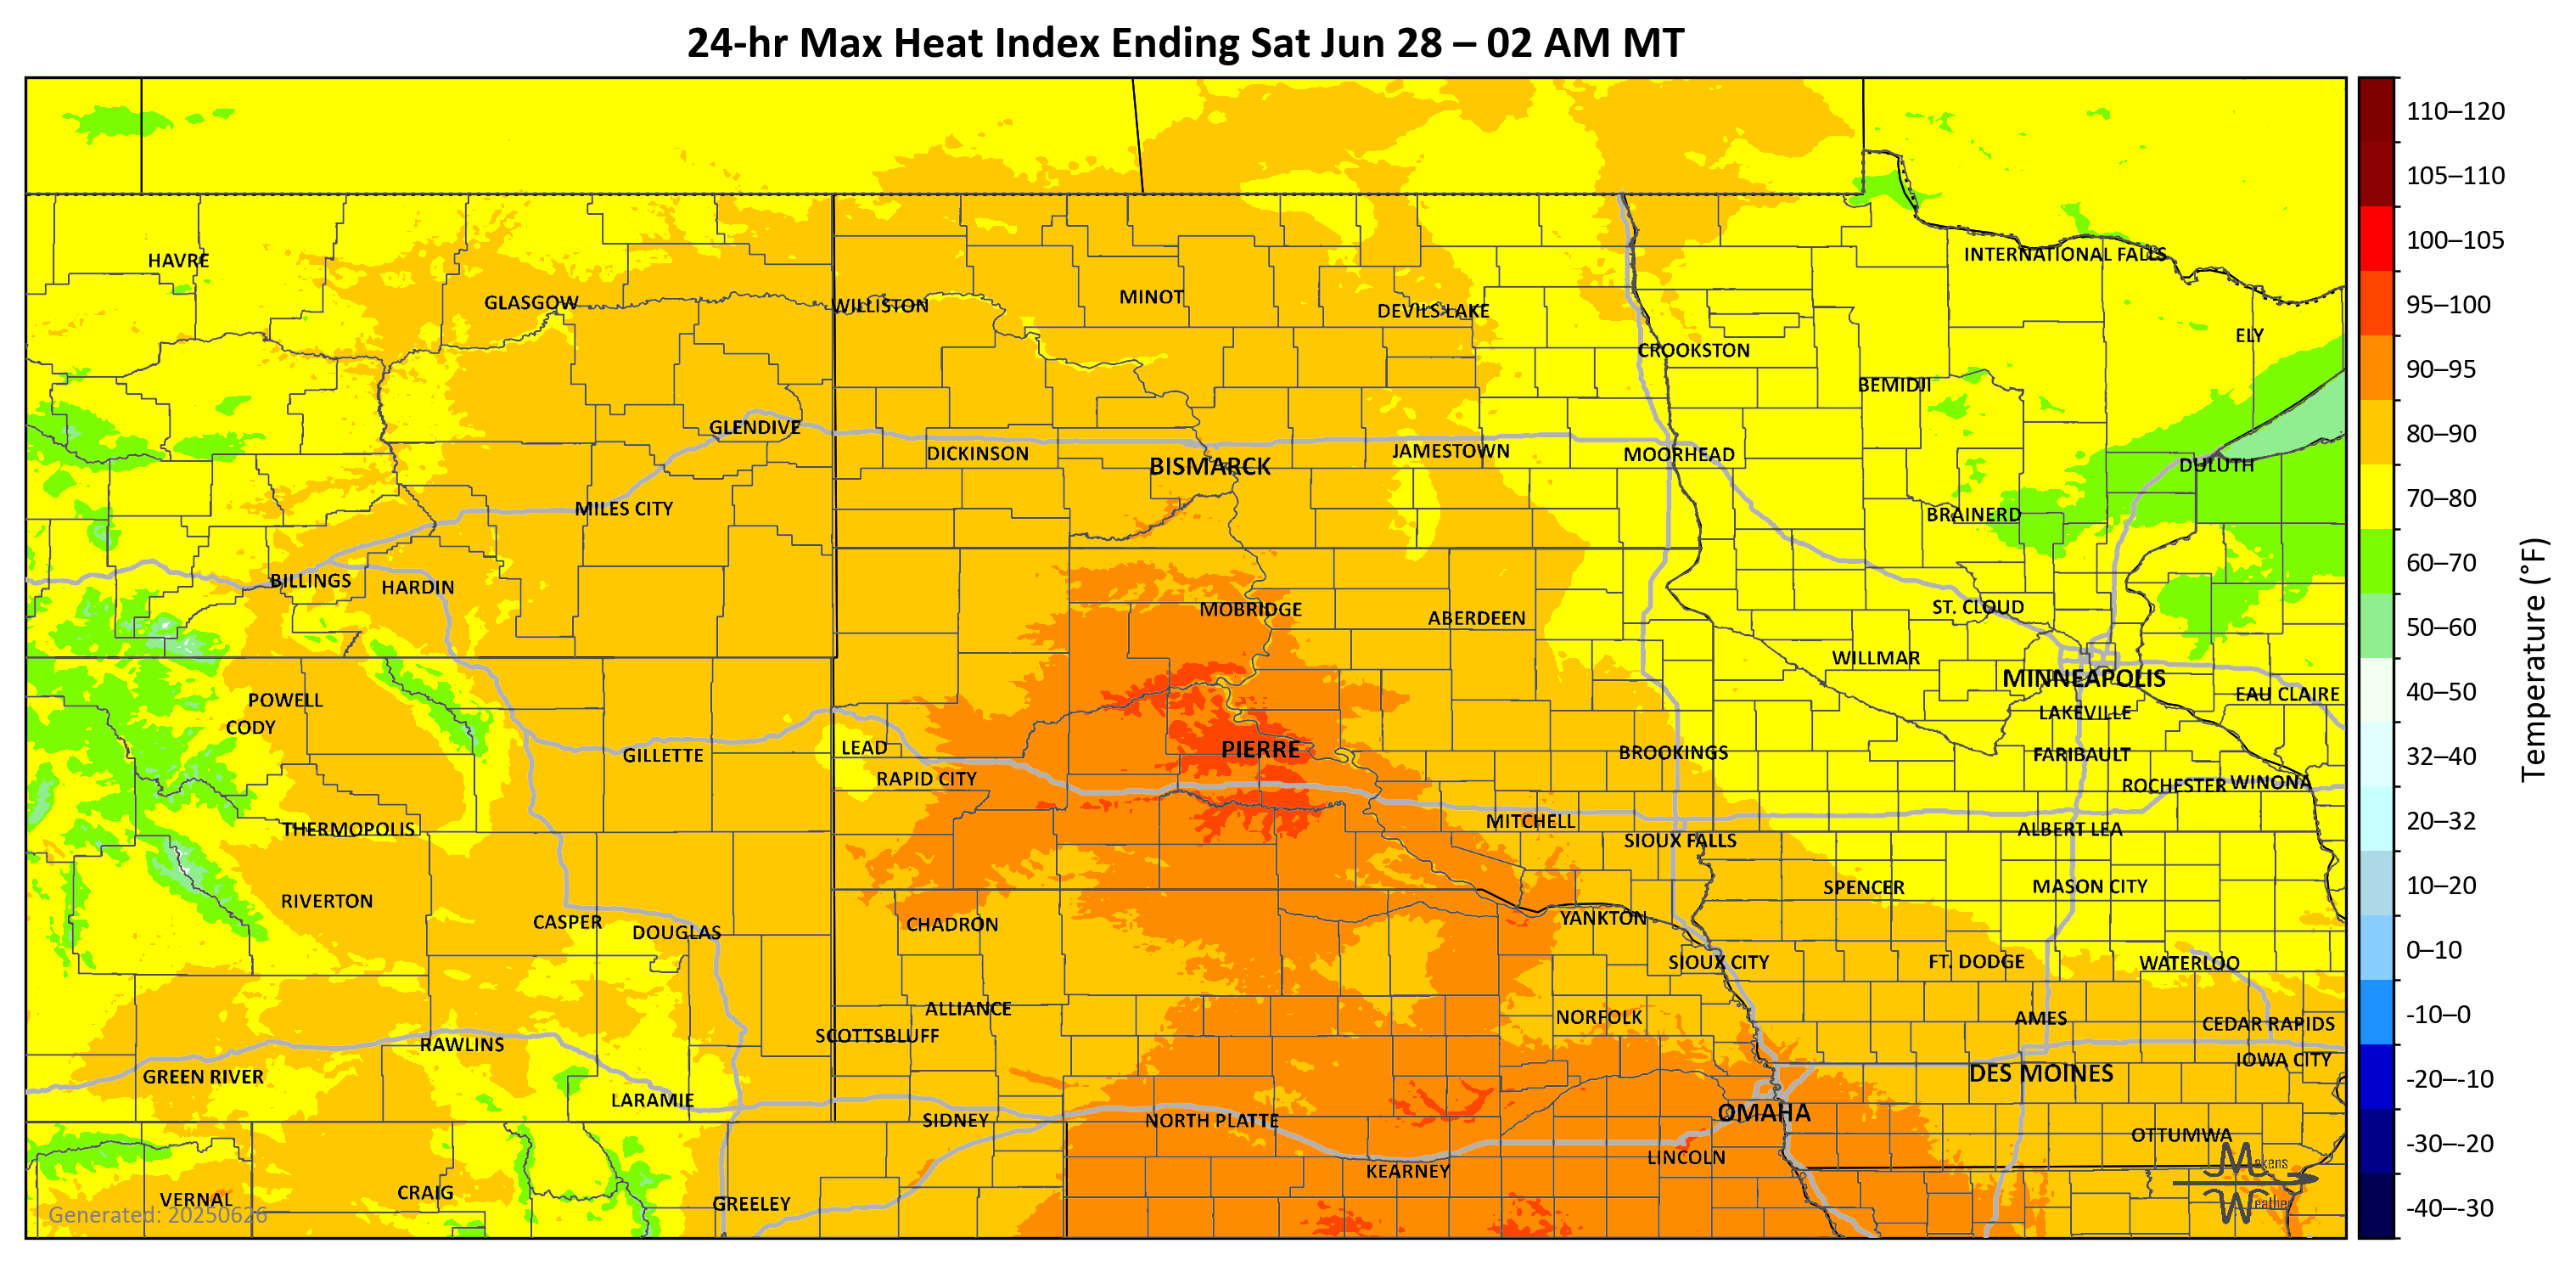 24-hr Max Heat Index Ending Sat Jun 28 – 02 AM MT
110–120
105–110
100–105
95–100
90–95
80–90
70–80
60–70
50–60
40–50
32–40
20–32
10–20
0–10
-10–0
-20–-10
-30–-20
-40–-30
Temperature (°F)
HAVRE
INTERNATIONAL FALLS
GLASGOW
WILLISTON
MINOT
DEVILS LAKE
ELY
CROOKSTON
BEMIDJI
GLENDIVE
DICKINSON
BISMARCK
JAMESTOWN
MOORHEAD
DULUTH
MILES CITY
BRAINERD
BILLINGS
HARDIN
MOBRIDGE
ABERDEEN
ST. CLOUD
WILLMAR
MINNEAPOLIS
EAU CLAIRE
POWELL
CODY
LAKEVILLE
GILLETTE
LEAD
PIERRE
BROOKINGS
FARIBAULT
RAPID CITY
ROCHESTER
WINONA
THERMOPOLIS
MITCHELL
SIOUX FALLS
ALBERT LEA
RIVERTON
SPENCER
MASON CITY
CASPER
DOUGLAS
CHADRON
YANKTON
SIOUX CITY
FT. DODGE
WATERLOO
ALLIANCE
NORFOLK
AMES
CEDAR RAPIDS
SCOTTSBLUFF
RAWLINS
IOWA CITY
GREEN RIVER
DES MOINES
LARAMIE
SIDNEY
NORTH PLATTE
OMAHA
OTTUMWA
LINCOLN
KEARNEY
VERNAL
CRAIG
GREELEY
Generated: 20250626
Makens
Weather